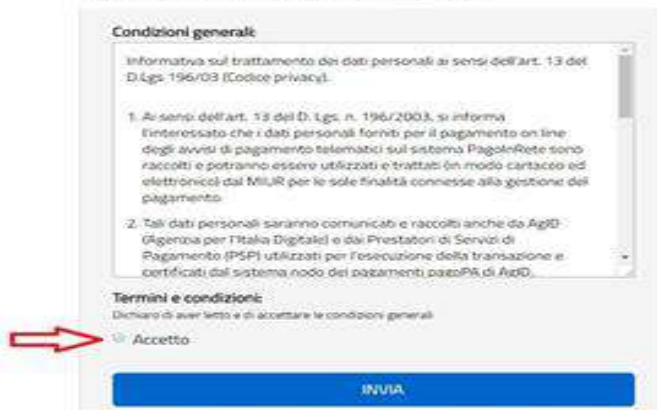 Condizioni generali:
Informativa sul trattamento dei dati personali ai sensi dell'art. 13 del
D.Lgs 196/03 (Codice privacy).
1. Ai sensi dell'art. 13 del D. Lgs. n. 196/2003, si informa
l'interessato che i dati personali forniti per il pagamento on line
degli avvisi di pagamento telematici sul sistema PagoInRete sono
raccolti e potranno essere utilizzati e trattati (in modo cartaceo ed
elettronico) dal MIUR per le sole finalità connesse alla gestione del
pagamento.
2. Tali dati personali saranno comunicati e raccolti anche da AgID
(Agenzia per l'Italia Digitale) e dai Prestatori di Servizi di
Pagamento (PSP) utilizzati per l'esecuzione della transazione e
certificati dal sistema nodo dei pagamenti pagoPA di AgID.
Termini e condizioni:
Dichiaro di aver letto e di accettare le condizioni generali
Accetto
INVIA